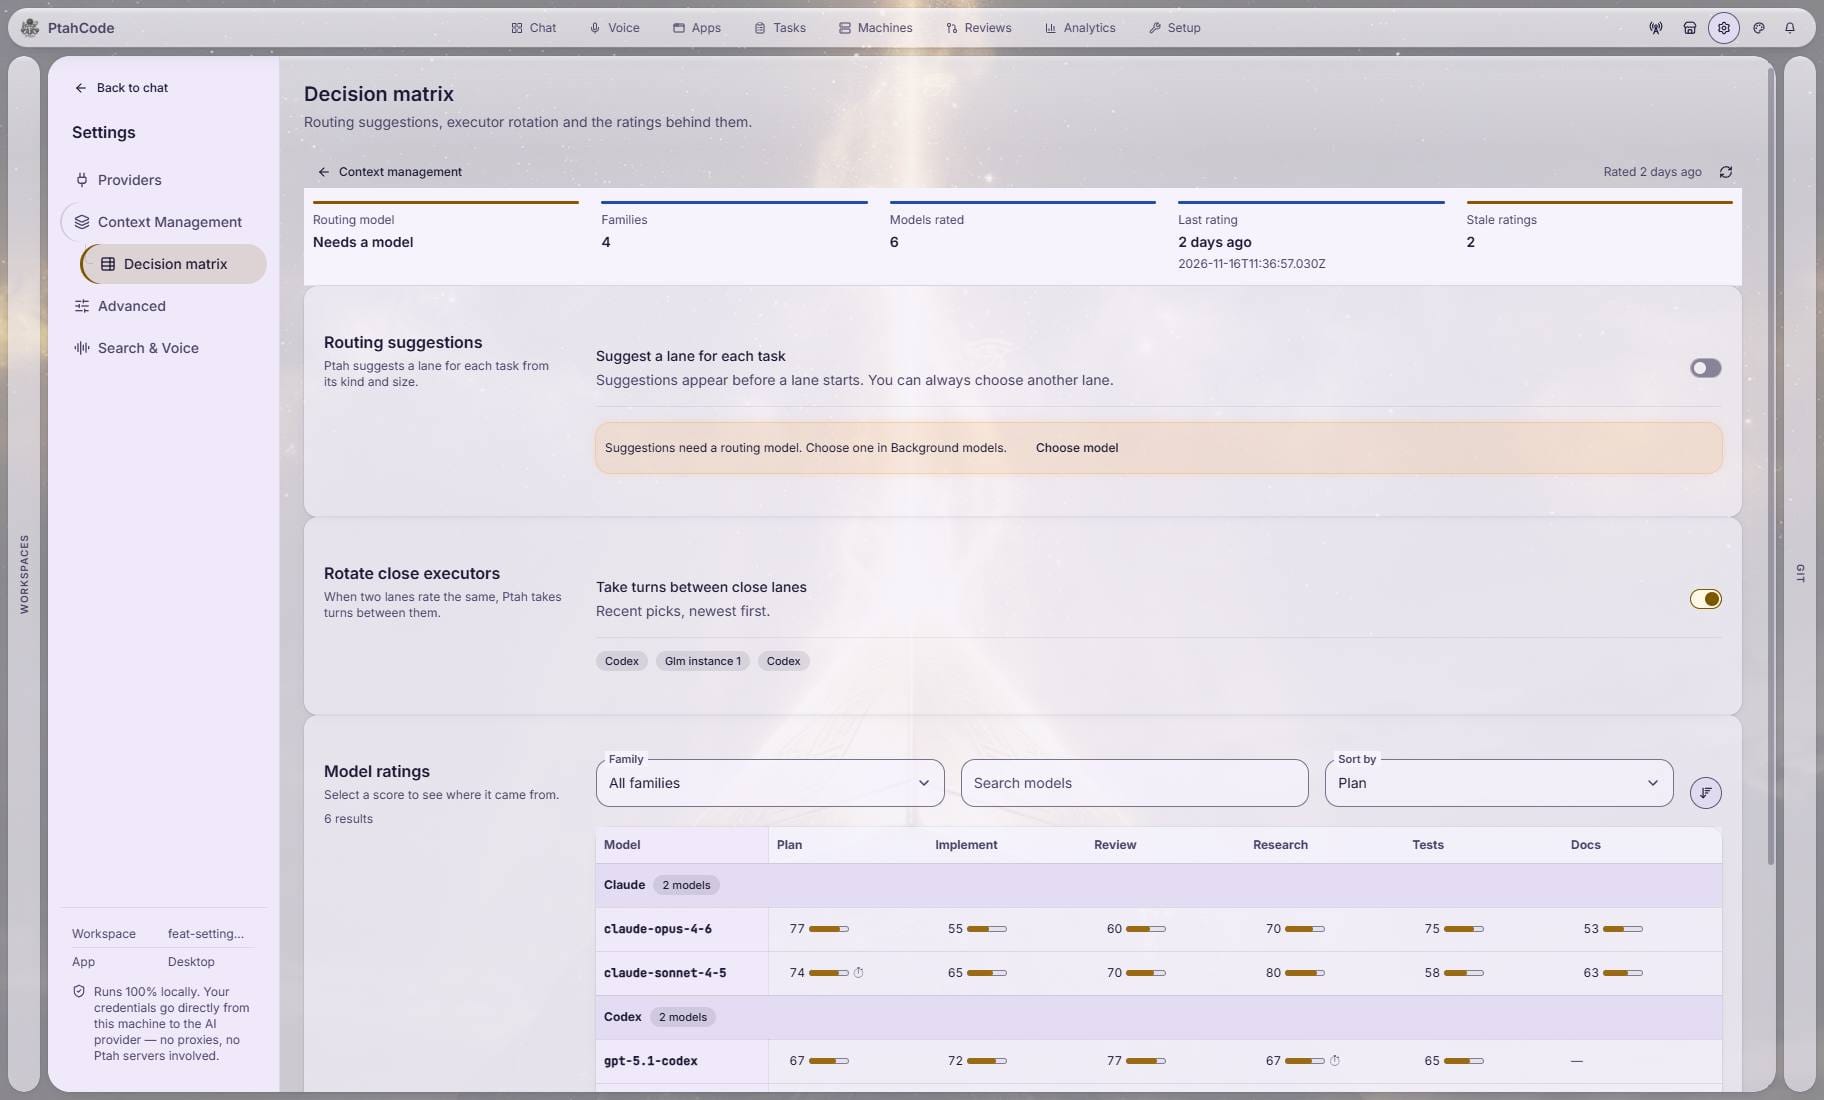 PtahCode
Chat
Voice
Apps
Tasks
Machines
Reviews
Analytics
Setup
WORKSPACES
Back to chat
Settings
Providers
Context Management
Decision matrix
Advanced
Search & Voice
Workspace feat-setting...
App Desktop
Runs 100% locally. Your
credentials go directly from
this machine to the AI
provider — no proxies, no
Ptah servers involved.
Decision matrix
Routing suggestions, executor rotation and the ratings behind them.
Context management
Rated 2 days ago
Routing model
Needs a model
Families
4
Models rated
6
Last rating
2 days ago
2026-11-16T11:36:57.030Z
Stale ratings
2
Routing suggestions
Ptah suggests a lane for each task from
its kind and size.
Suggest a lane for each task
Suggestions appear before a lane starts. You can always choose another lane.
Suggestions need a routing model. Choose one in Background models. Choose model
Rotate close executors
When two lanes rate the same, Ptah takes
turns between them.
Take turns between close lanes
Recent picks, newest first.
Codex Glm instance 1 Codex
Model ratings
Select a score to see where it came from.
6 results
Family
All families
Search models
Sort by
Plan
Model Plan Implement Review Research Tests Docs
Claude 2 models
claude-opus-4-6 77 55 60 70 75 53
claude-sonnet-4-5 74 65 70 80 58 63
Codex 2 models
gpt-5.1-codex 67 72 77 67 65 —
GIT